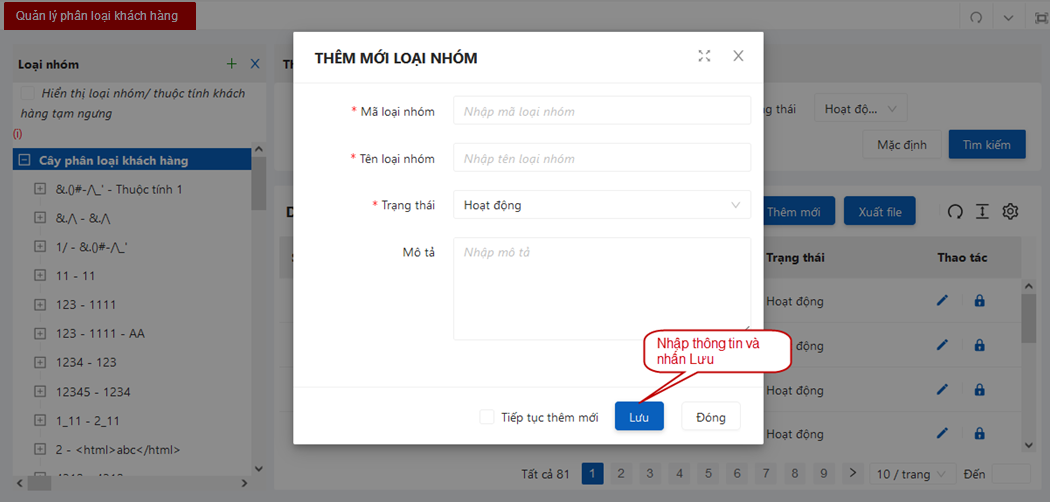 Quản lý phân loại khách hàng
Loại nhóm
Hiển thị loại nhóm/ thuộc tính khách
hàng tạm ngưng
(i)
Cây phân loại khách hàng
&.()#-/\_' - Thuộc tính 1
&./\ - &./\
1/ - &.()#-/\_'
11 - 11
123 - 1111
123 - 1111 - AA
1234 - 123
12345 - 1234
1_11 - 2_11
2 - <html>abc</html>
THÊM MỚI LOẠI NHÓM
* Mã loại nhóm
Nhập mã loại nhóm
* Tên loại nhóm
Nhập tên loại nhóm
* Trạng thái
Hoạt động
Mô tả
Nhập mô tả
Nhập thông tin và
nhấn Lưu
Tiếp tục thêm mới
Lưu
Đóng
thái
Hoạt độ...
Mặc định
Tìm kiếm
Thêm mới
Xuất file
Trạng thái
Thao tác
Hoạt động
Hoạt động
Hoạt động
Hoạt động
Tất cả 81
1 2 3 4 5 6 7 8 9
10 / trang
Đến